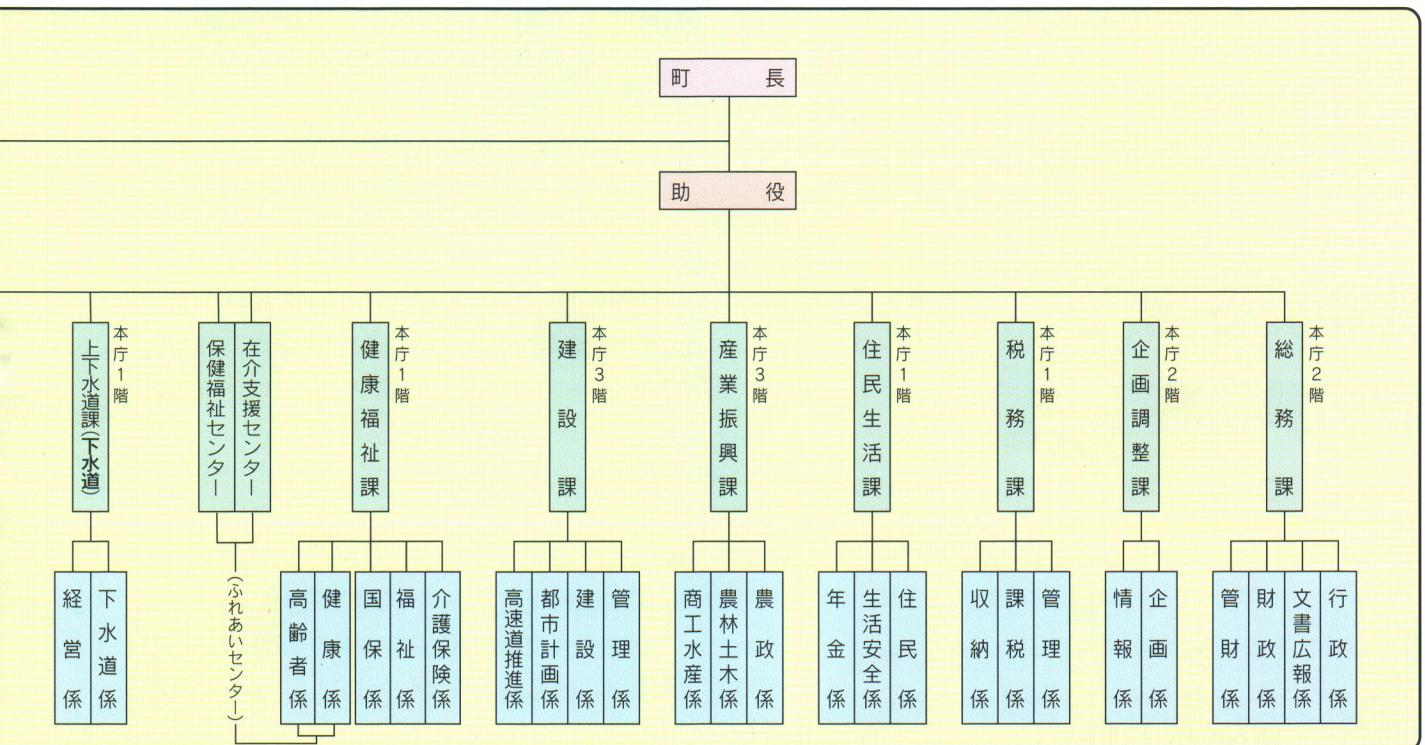 町長
助役
本庁2階
総務課
行政係
文書広報係
財政係
管財係
本庁2階
企画調整課
企画係
情報係
本庁1階
税務課
管理係
課税係
収納係
本庁1階
住民生活課
住民係
生活安全係
年金係
本庁3階
産業振興課
農政係
農林土木係
商工水産係
本庁3階
建設課
管理係
建設係
都市計画係
高速道推進係
本庁1階
健康福祉課
介護保険係
福祉係
国保係
健康係
高齢者係
在介支援センター
保健福祉センター
(ふれあいセンター)
本庁1階
上下水道課(下水道)
下水道係
経営係